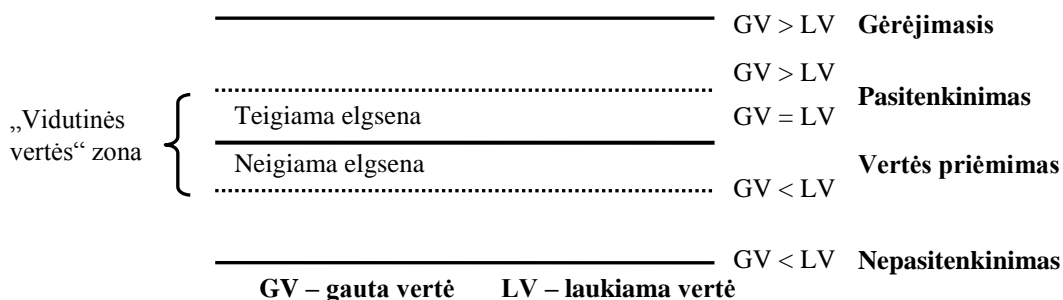 GV > LV Gėrėjimasis
GV > LV
Pasitenkinimas
„Vidutinės
vertės“ zona
Teigiama elgsena
GV = LV
Neigiama elgsena
Vertės priėmimas
GV < LV
GV < LV Nepasitenkinimas
GV – gauta vertė LV – laukiama vertė